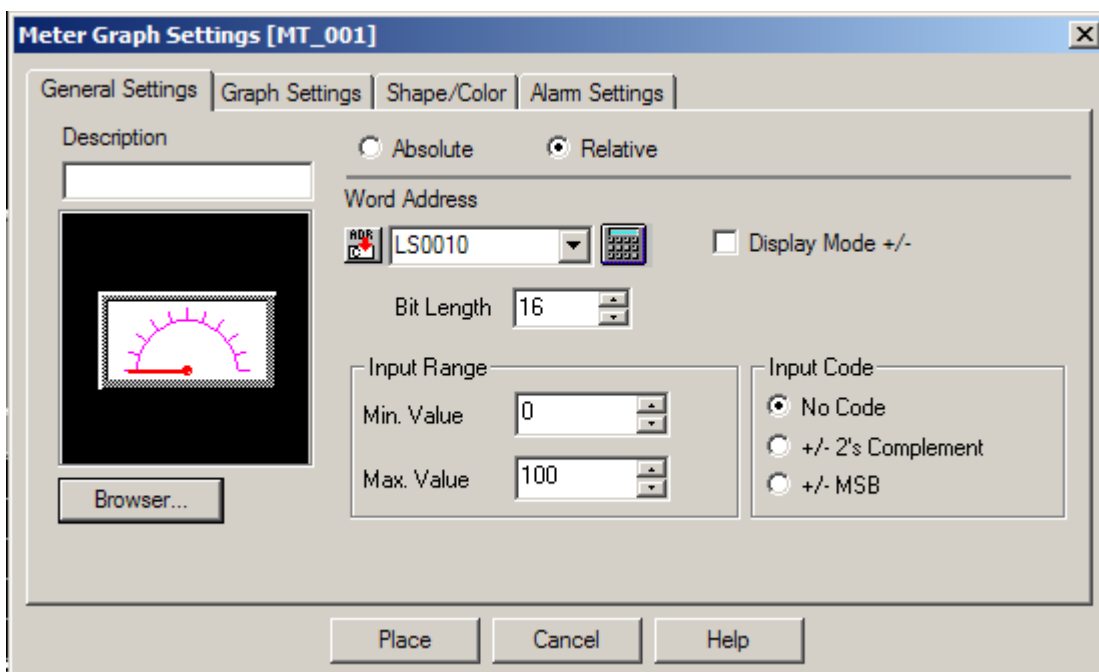 Meter Graph Settings [MT_001]
General Settings Graph Settings Shape/Color Alarm Settings
Description
Absolute Relative
Word Address
ADR
LS0010
Display Mode +/-
Bit Length 16
Input Range
Min. Value 0
Max. Value 100
Input Code
No Code
+/- 2's Complement
+/- MSB
Browser...
Place Cancel Help